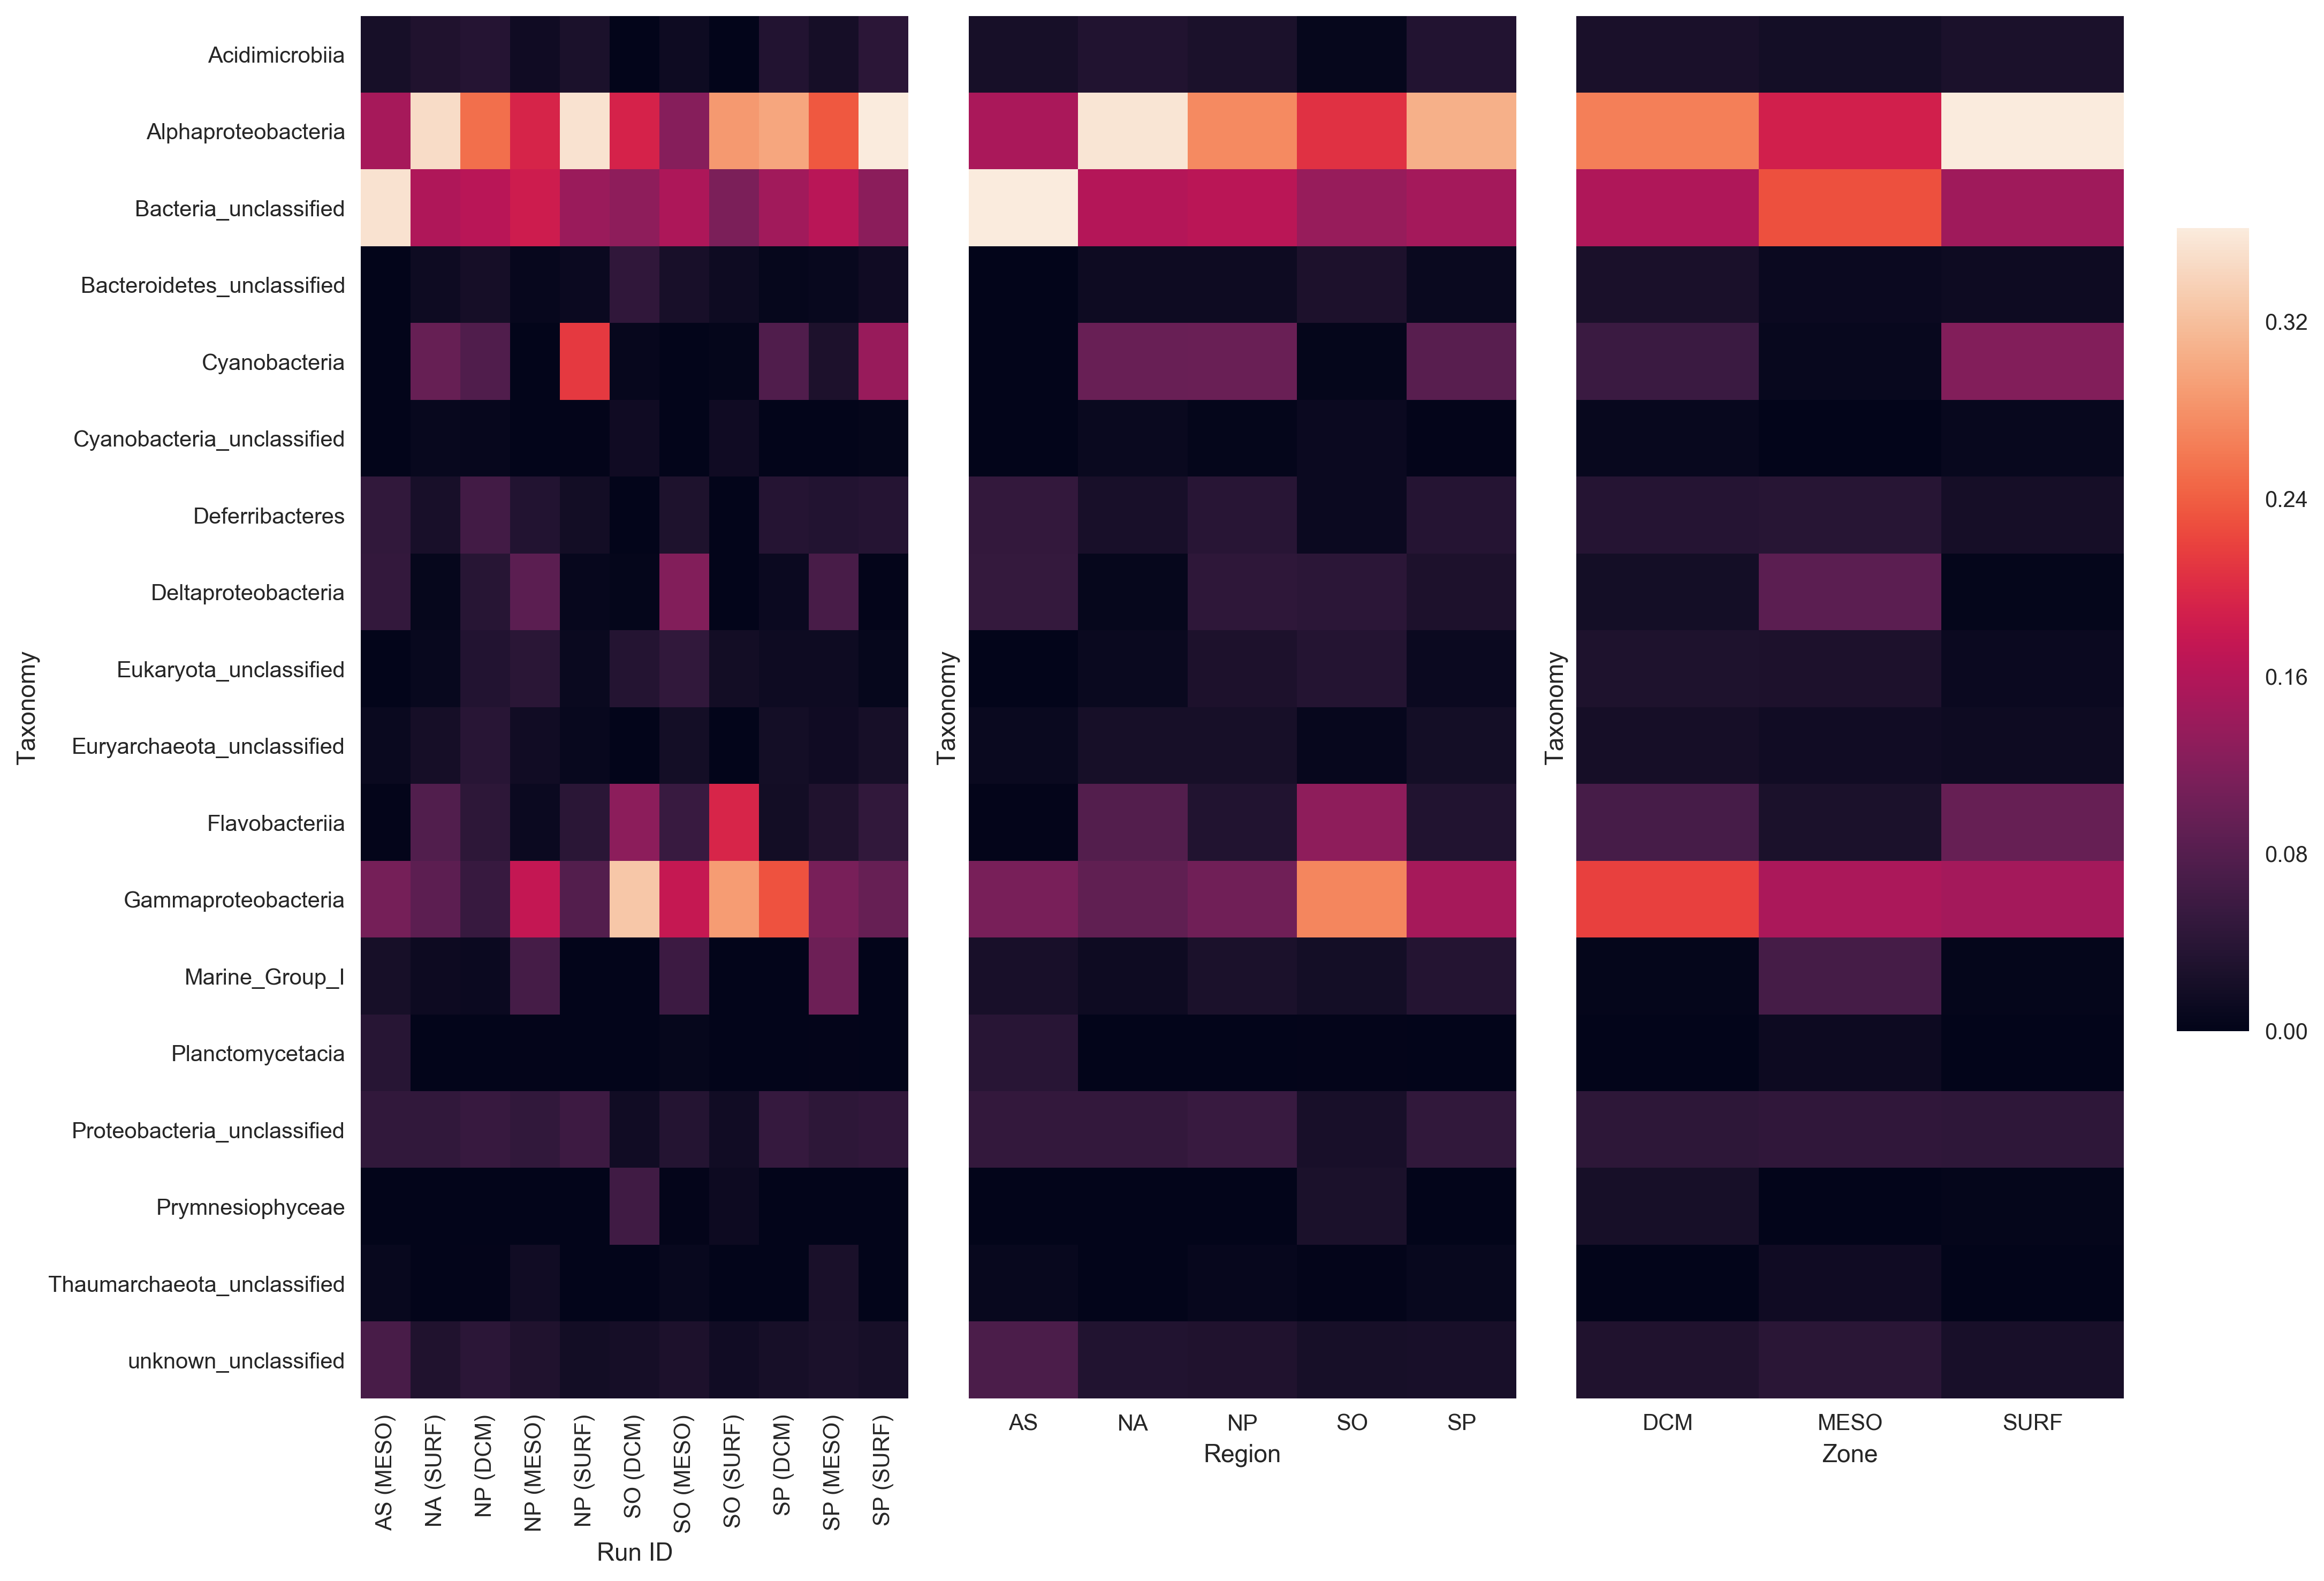 Taxonomy
Acidimicrobiia
Alphaproteobacteria
Bacteria_unclassified
Bacteroidetes_unclassified
Cyanobacteria
Cyanobacteria_unclassified
Deferribacteres
Deltaproteobacteria
Eukaryota_unclassified
Euryarchaeota_unclassified
Flavobacteriia
Gammaproteobacteria
Marine_Group_I
Planctomycetacia
Proteobacteria_unclassified
Prymnesiophyceae
Thaumarchaeota_unclassified
unknown_unclassified
AS (MESO)
NA (SURF)
NP (DCM)
NP (MESO)
NP (SURF)
SO (DCM)
SO (MESO)
SO (SURF)
SP (DCM)
SP (MESO)
SP (SURF)
Run ID
Taxonomy
AS NA NP SO SP
Region
Taxonomy
DCM MESO SURF
Zone
0.32
0.24
0.16
0.08
0.00